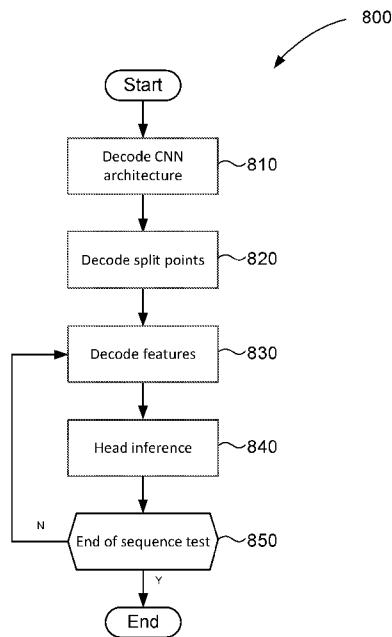 800
Start
Decode CNN
architecture
810
Decode split points
820
Decode features
830
Head inference
840
N
End of sequence test
850
Y
End